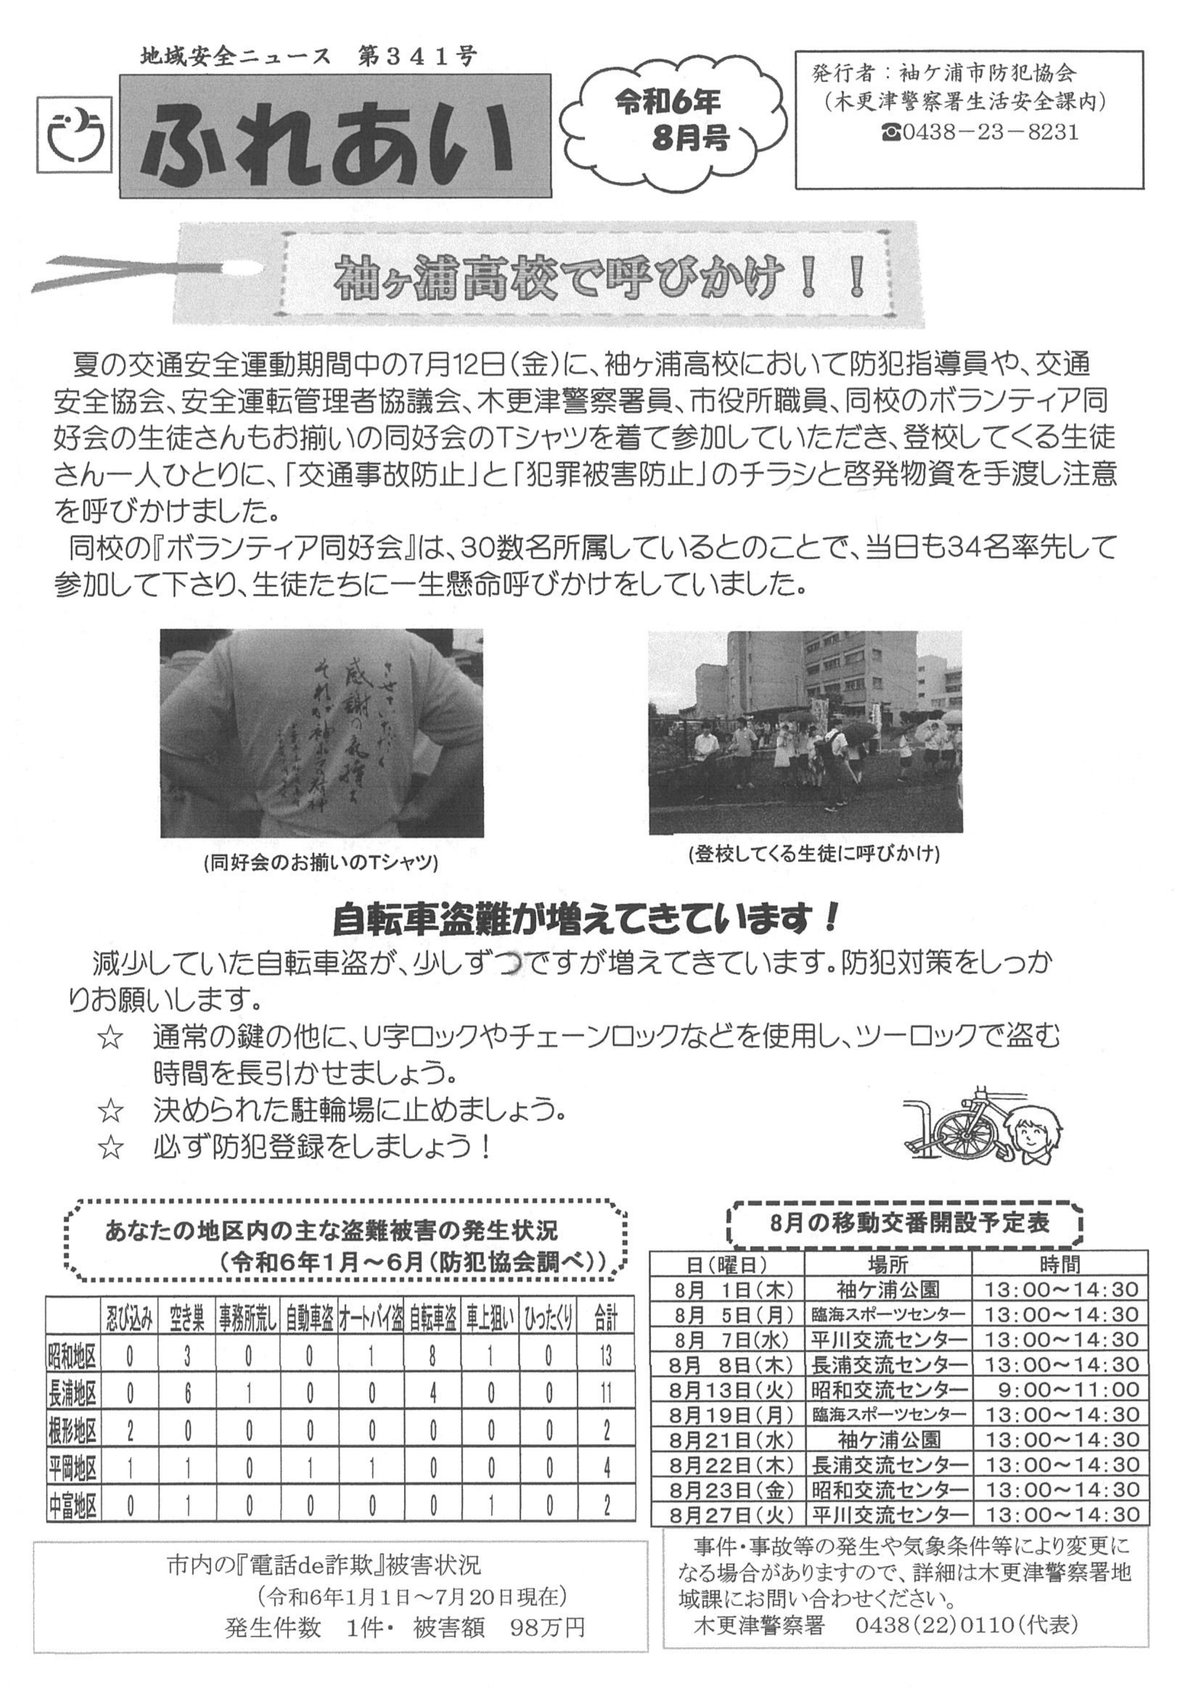 地域安全ニュース　第３４１号
ふれあい
令和6年
8月号
発行者：袖ケ浦市防犯協会
（木更津警察署生活安全課内）
☎0438－23－8231
袖ヶ浦高校で呼びかけ！！
夏の交通安全運動期間中の7月12日（金）に、袖ヶ浦高校において防犯指導員や、交通
安全協会、安全運転管理者協議会、木更津警察署員、市役所職員、同校のボランティア同
好会の生徒さんもお揃いの同好会のTシャツを着て参加していただき、登校してくる生徒
さん一人ひとりに、「交通事故防止」と「犯罪被害防止」のチラシと啓発物資を手渡し注意
を呼びかけました。
同校の『ボランティア同好会』は、30数名所属しているとのことで、当日も34名率先して
参加して下さり、生徒たちに一生懸命呼びかけをしていました。
させていただく
感謝の気持ち
それが袖ボラの精神
(同好会のお揃いのTシャツ)
(登校してくる生徒に呼びかけ)
自転車盗難が増えてきています！
減少していた自転車盗が、少しずつですが増えてきています。防犯対策をしっか
りお願いします。
☆　通常の鍵の他に、U字ロックやチェーンロックなどを使用し、ツーロックで盗む
時間を長引かせましょう。
☆　決められた駐輪場に止めましょう。
☆　必ず防犯登録をしましょう！
あなたの地区内の主な盗難被害の発生状況
（令和6年1月～6月（防犯協会調べ））
忍び込み 空き巣 事務所荒し 自動車盗 オートバイ盗 自転車盗 車上狙い ひったくり 合計
昭和地区 0 3 0 0 1 8 1 0 13
長浦地区 0 6 1 0 0 4 0 0 11
根形地区 2 0 0 0 0 0 0 0 2
平岡地区 1 1 0 1 1 0 0 0 4
中富地区 0 1 0 0 0 0 1 0 2
市内の『電話de詐欺』被害状況
（令和6年1月1日～7月20日現在）
発生件数　1件・　被害額　98万円
8月の移動交番開設予定表
日（曜日） 場所 時間
8月　1日（木） 袖ケ浦公園 13:00～14:30
8月　5日（月） 臨海スポーツセンター 13:00～14:30
8月　7日（水） 平川交流センター 13:00～14:30
8月　8日（木） 長浦交流センター 13:00～14:30
8月13日（火） 昭和交流センター 9:00～11:00
8月19日（月） 臨海スポーツセンター 13:00～14:30
8月21日（水） 袖ケ浦公園 13:00～14:30
8月22日（木） 長浦交流センター 13:00～14:30
8月23日（金） 昭和交流センター 13:00～14:30
8月27日（火） 平川交流センター 13:00～14:30
事件・事故等の発生や気象条件等により変更に
なる場合がありますので、詳細は木更津警察署地
域課にお問い合わせください。
木更津警察署　0438（22）0110（代表）